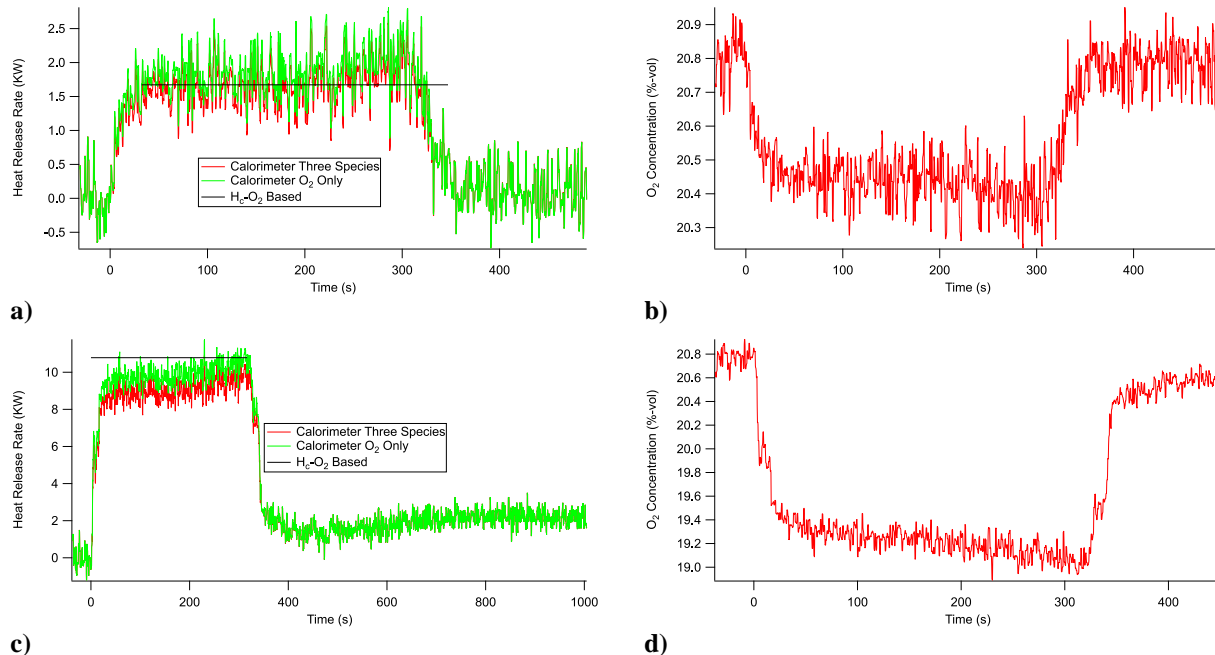 Heat Release Rate (KW)
2.5
2.0
1.5
1.0
0.5
0.0
-0.5
Calorimeter Three Species
Calorimeter O₂ Only
H꜀-O₂ Based
0 100 200 300 400
Time (s)
a)
O₂ Concentration (%-vol)
20.9
20.8
20.7
20.6
20.5
20.4
20.3
0 100 200 300 400
Time (s)
b)
Heat Release Rate (KW)
10
8
6
4
2
0
Calorimeter Three Species
Calorimeter O₂ Only
H꜀-O₂ Based
0 200 400 600 800 1000
Time (s)
c)
O₂ Concentration (%-vol)
20.8
20.6
20.4
20.2
20.0
19.8
19.6
19.4
19.2
19.0
0 100 200 300 400
Time (s)
d)